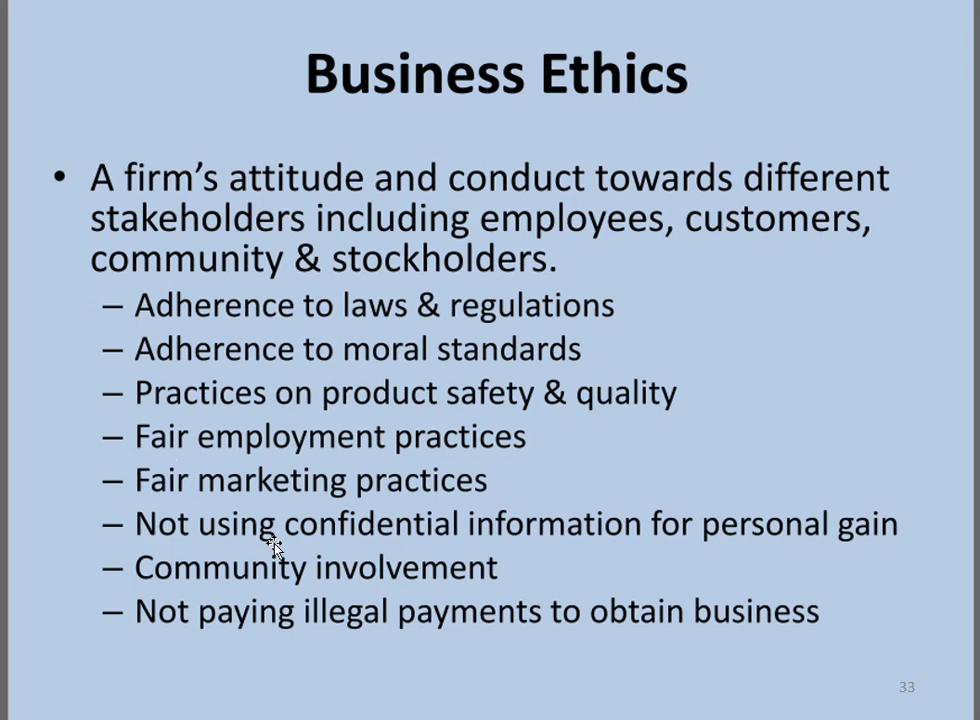 Business Ethics
• A firm’s attitude and conduct towards different
stakeholders including employees, customers,
community & stockholders.
– Adherence to laws & regulations
– Adherence to moral standards
– Practices on product safety & quality
– Fair employment practices
– Fair marketing practices
– Not using confidential information for personal gain
– Community involvement
– Not paying illegal payments to obtain business
33